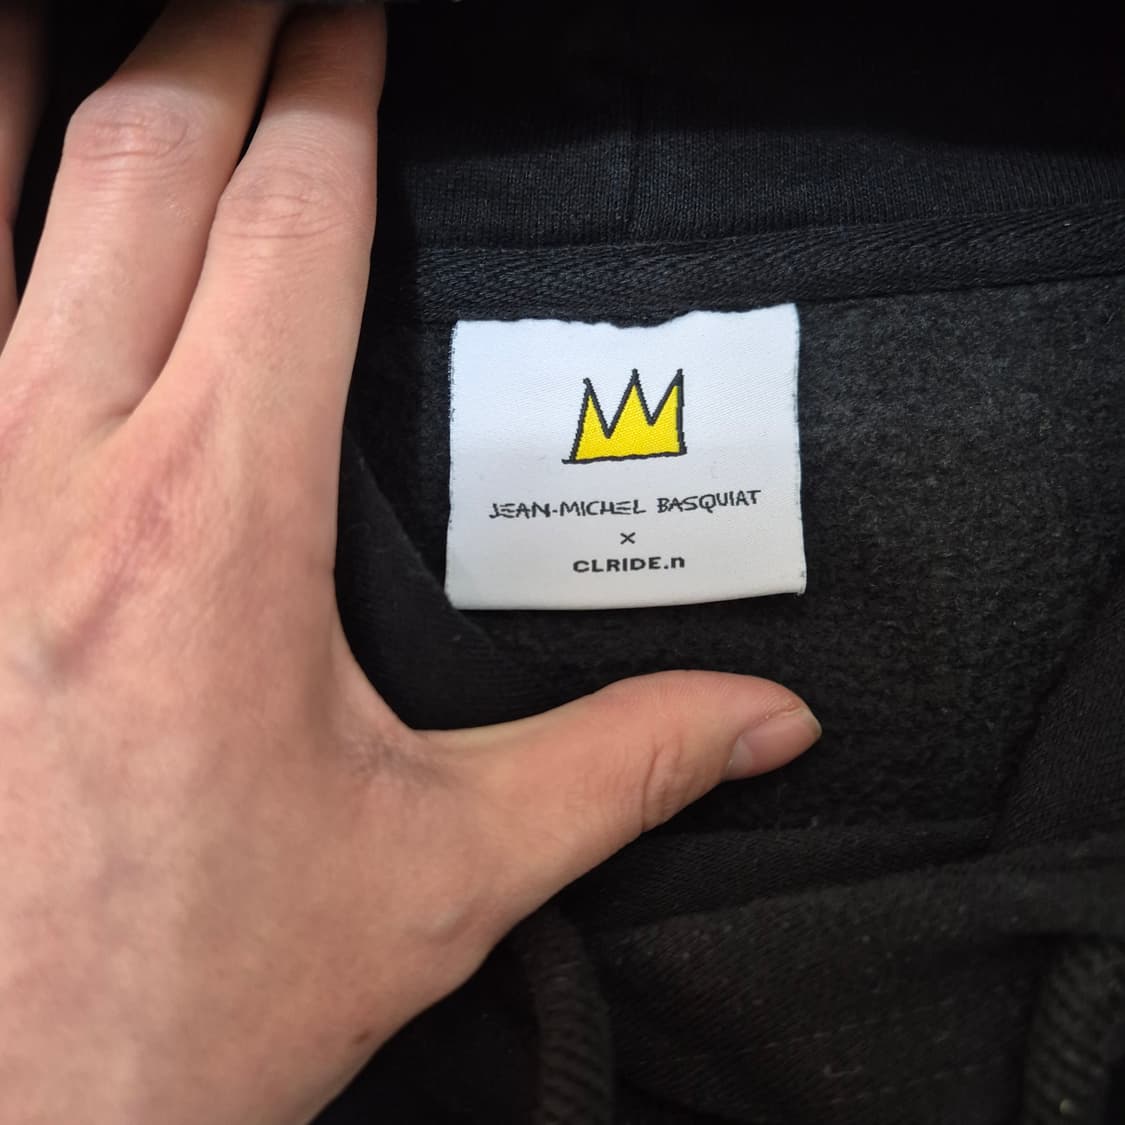 JEAN-MICHEL BASQUIAT
×
CLRIDE.n